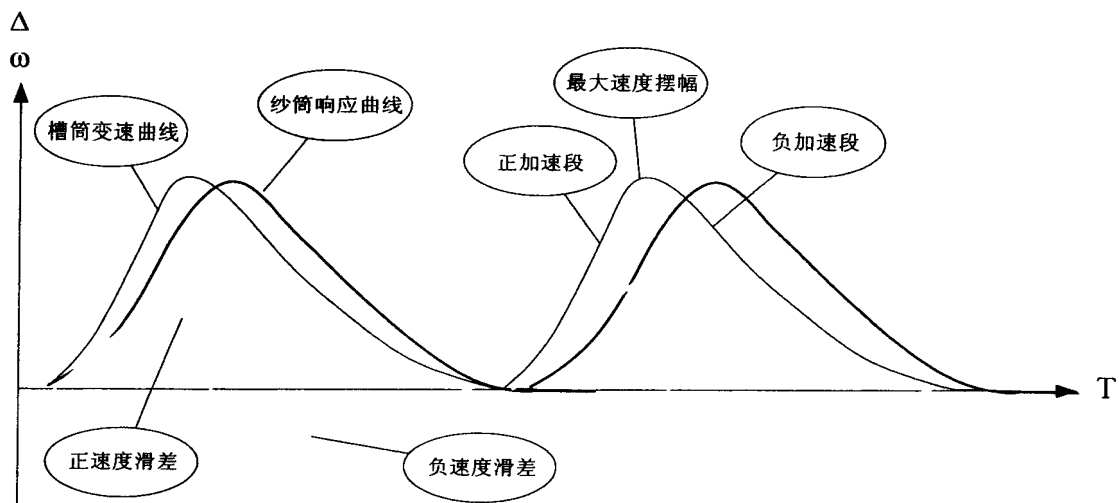 Δ
ω
槽筒变速曲线
纱筒响应曲线
最大速度摆幅
正加速段
负加速段
T
正速度滑差
负速度滑差